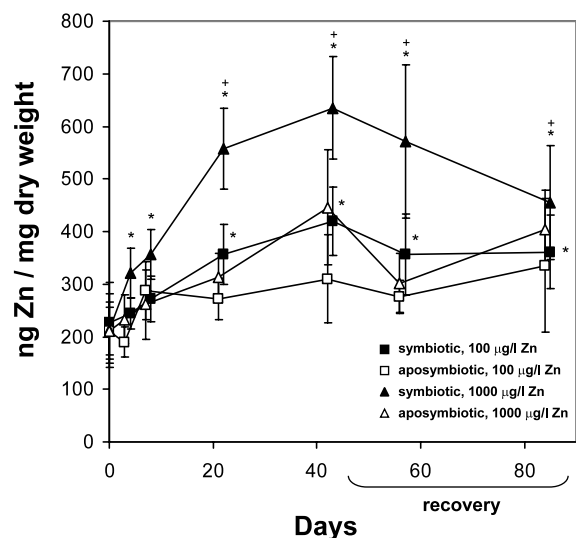 800
700
600
500
400
300
200
100
0
ng Zn / mg dry weight
+
*
+
*
+
*
+
*
*
*
*
*
*
*
symbiotic, 100 µg/l Zn
aposymbiotic, 100 µg/l Zn
symbiotic, 1000 µg/l Zn
aposymbiotic, 1000 µg/l Zn
0 20 40 60 80
recovery
Days